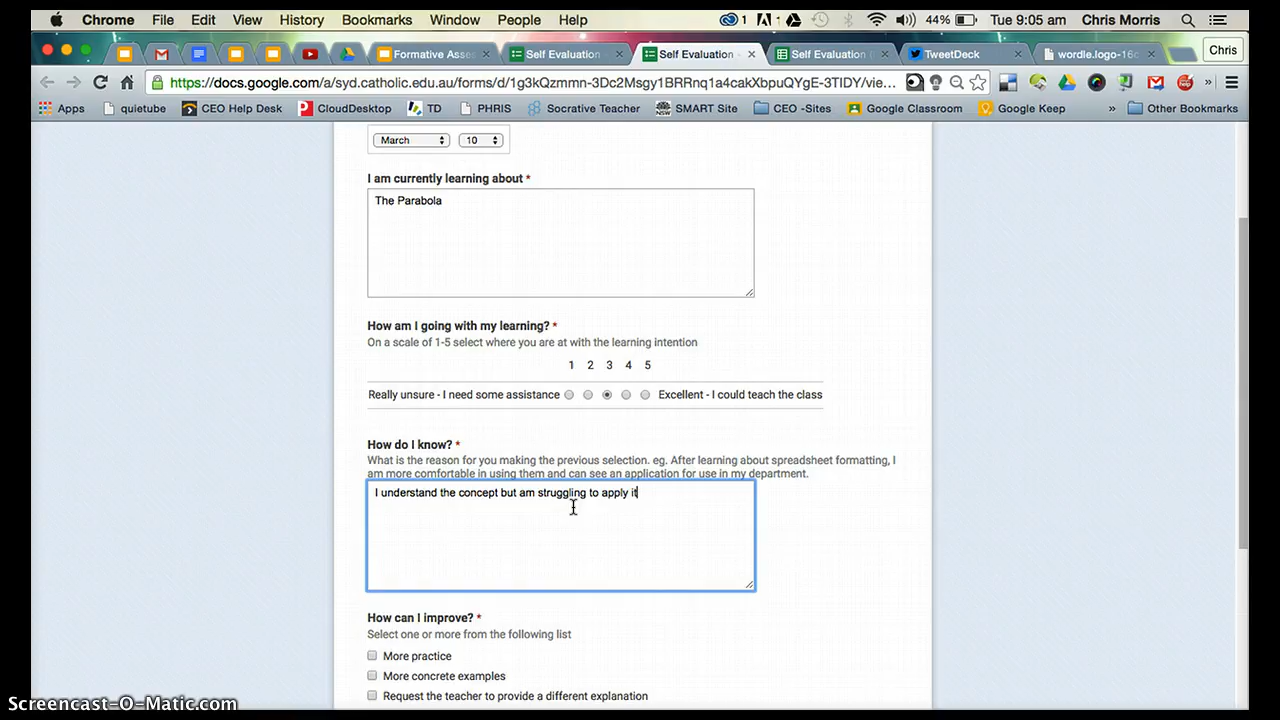 Chrome File Edit View History Bookmarks Window People Help 1 44% Tue 9:05 am Chris Morris
Formative Asse Self Evaluation Self Evaluation - Self Evaluation ( TweetDeck wordle.logo-16c Chris
https://docs.google.com/a/syd.catholic.edu.au/forms/d/1g3kQzmmn-3Dc2Msgy1BRRnq1a4cakXbpuQYgE-3TIDY/vie...
Apps quietube CEO Help Desk CloudDesktop TD PHRIS Socrative Teacher SMART Site CEO -Sites Google Classroom Google Keep » Other Bookmarks
March 10
I am currently learning about *
The Parabola
How am I going with my learning? *
On a scale of 1-5 select where you are at with the learning intention
1 2 3 4 5
Really unsure - I need some assistance Excellent - I could teach the class
How do I know? *
What is the reason for you making the previous selection. eg. After learning about spreadsheet formatting, I
am more comfortable in using them and can see an application for use in my department.
I understand the concept but am struggling to apply it
How can I improve? *
Select one or more from the following list
More practice
More concrete examples
Request the teacher to provide a different explanation
Screencast-O-Matic.com